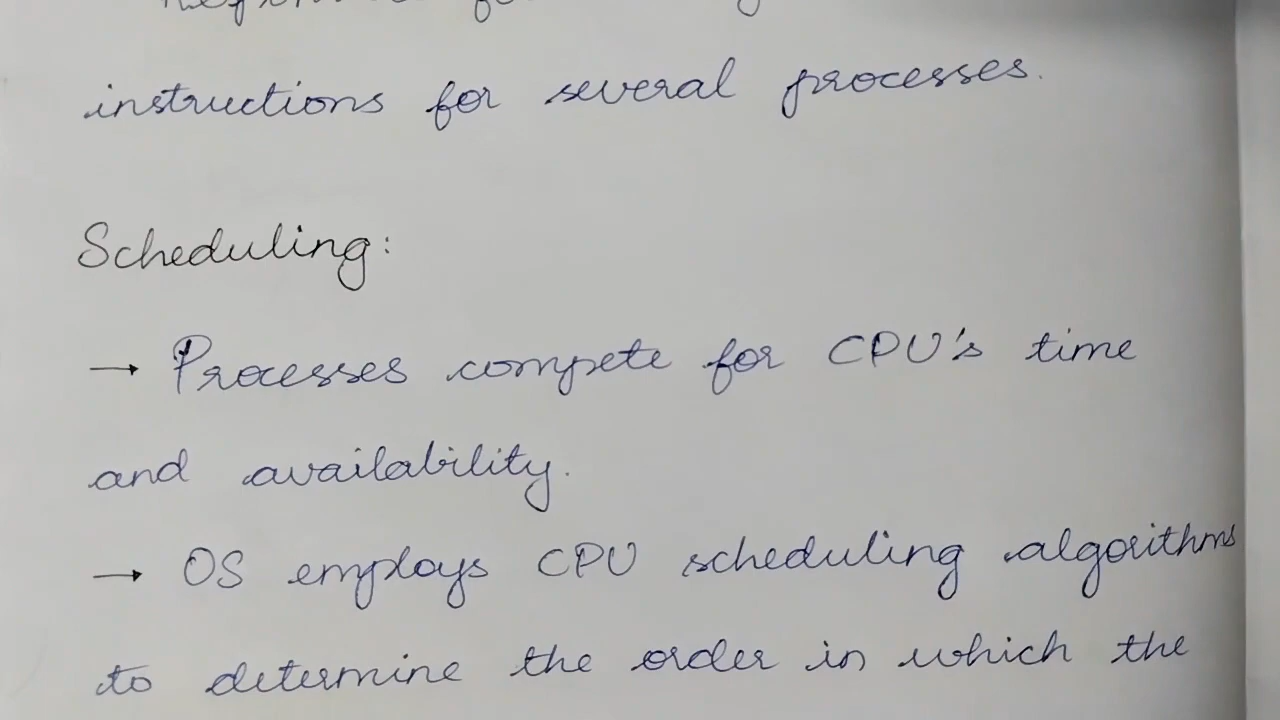 instructions for several processes.
Scheduling:
→ Processes compete for CPU's time
and availability.
→ OS employs CPU scheduling algorithms
to determine the order in which the